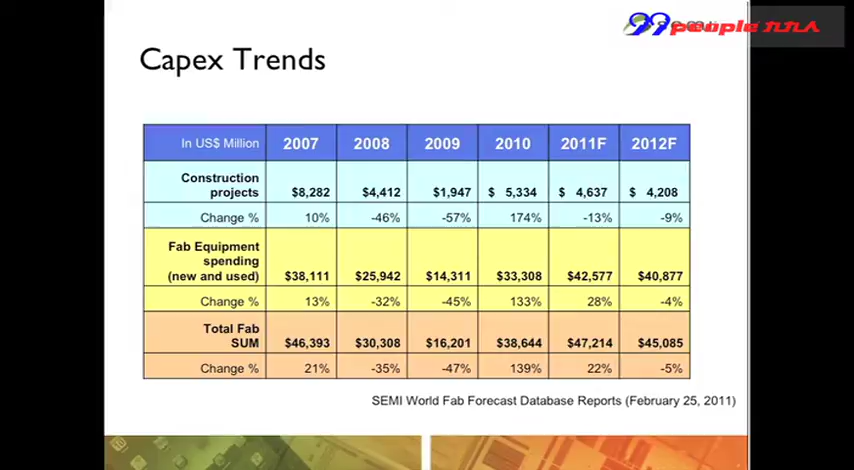 99people ㄌㄌ人
Capex Trends
In US$ Million 2007 2008 2009 2010 2011F 2012F
Construction
projects $8,282 $4,412 $1,947 $ 5,334 $ 4,637 $ 4,208
Change % 10% -46% -57% 174% -13% -9%
Fab Equipment
spending
(new and used) $38,111 $25,942 $14,311 $33,308 $42,577 $40,877
Change % 13% -32% -45% 133% 28% -4%
Total Fab
SUM $46,393 $30,308 $16,201 $38,644 $47,214 $45,085
Change % 21% -35% -47% 139% 22% -5%
SEMI World Fab Forecast Database Reports (February 25, 2011)